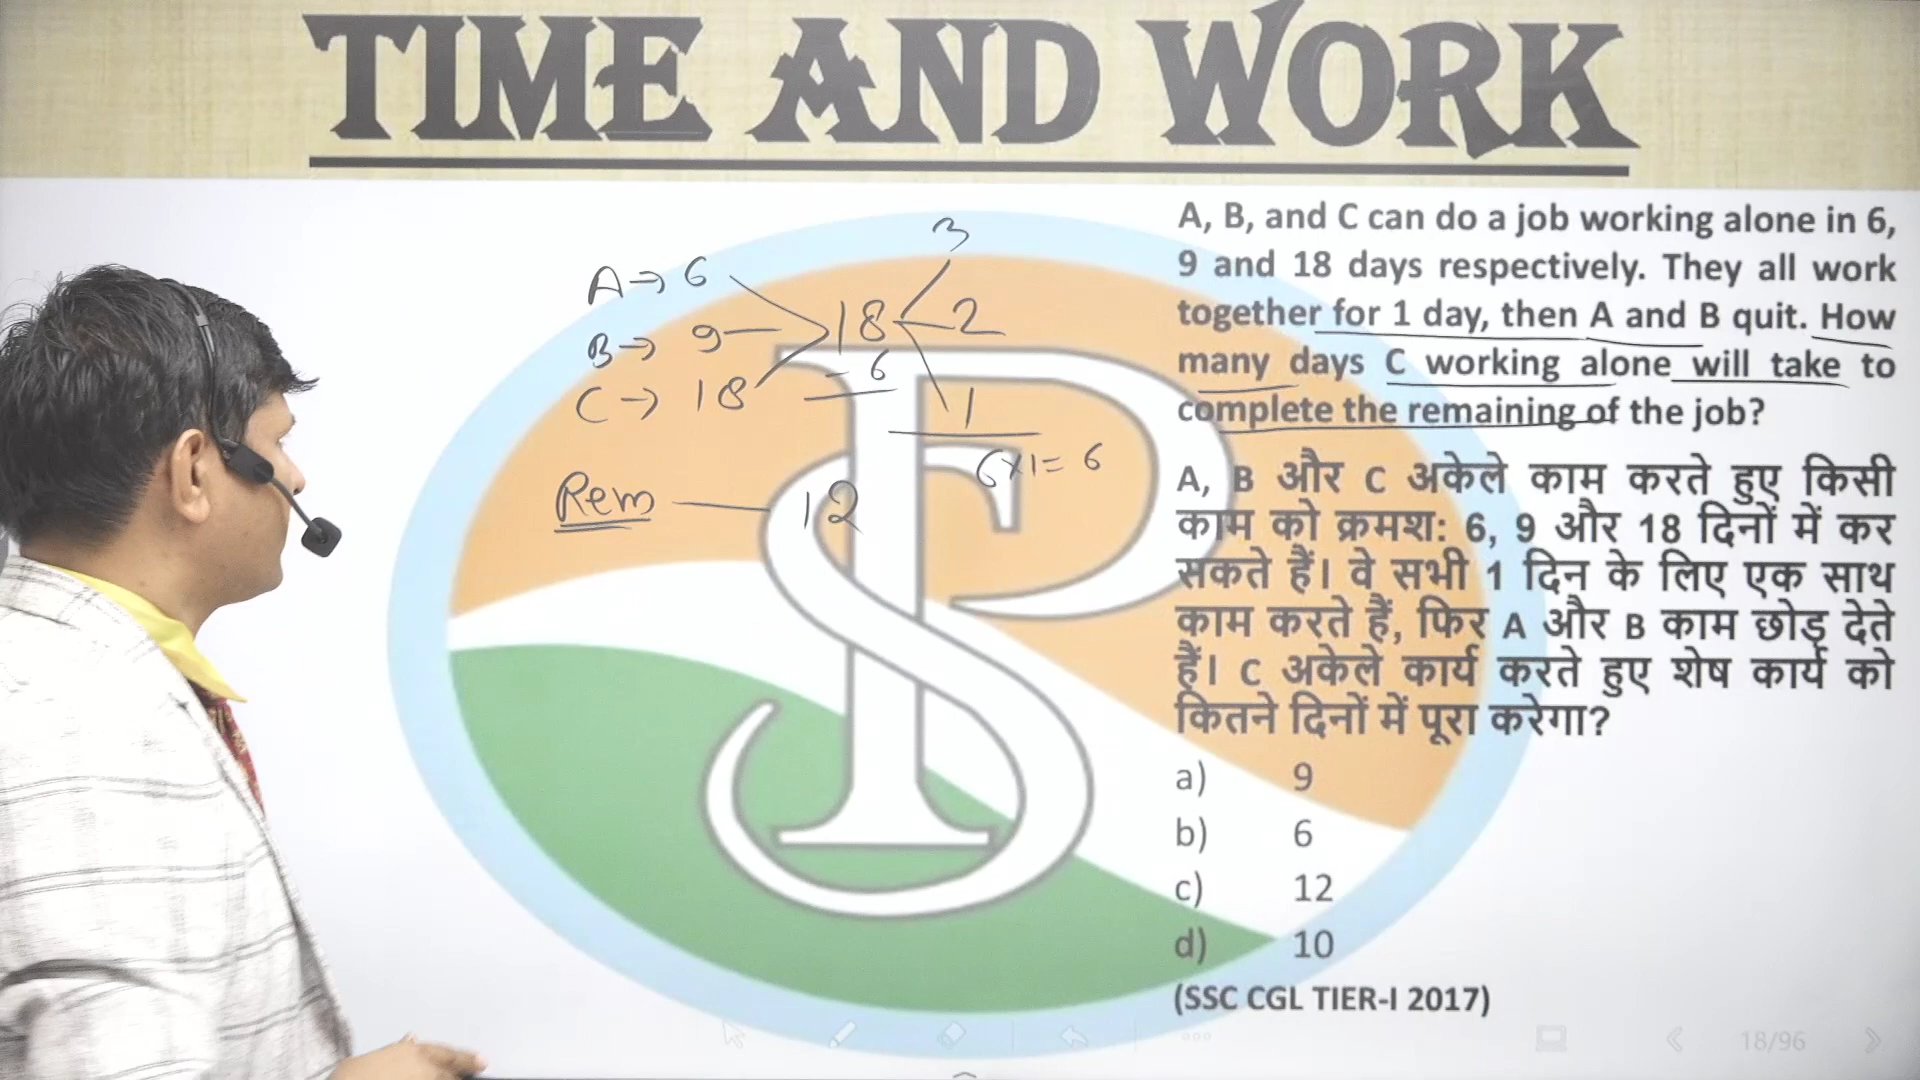 TIME AND WORK
A, B, and C can do a job working alone in 6,
9 and 18 days respectively. They all work
together for 1 day, then A and B quit. How
many days C working alone will take to
complete the remaining of the job?
A, B और C अकेले काम करते हुए किसी
काम को क्रमश: 6, 9 और 18 दिनों में कर
सकते हैं। वे सभी 1 दिन के लिए एक साथ
काम करते हैं, फिर A और B काम छोड़ देते
हैं। C अकेले कार्य करते हुए शेष कार्य को
कितने दिनों में पूरा करेगा?
a) 9
b) 6
c) 12
d) 10
(SSC CGL TIER-I 2017)
A → 6
B → 9
C → 18
18
- 6
3
2
1
6×1= 6
Rem — 12
18/96